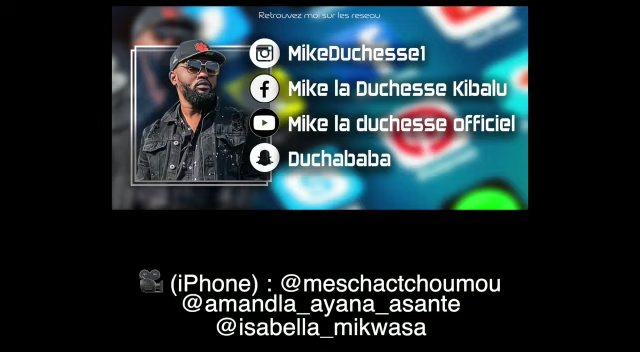 Retrouvez moi sur les reseau
MikeDuchesse1
Mike la Duchesse Kibalu
Mike la duchesse officiel
Duchababa
(iPhone) : @meschactchoumou
@amandla_ayana_asante
@isabella_mikwasa